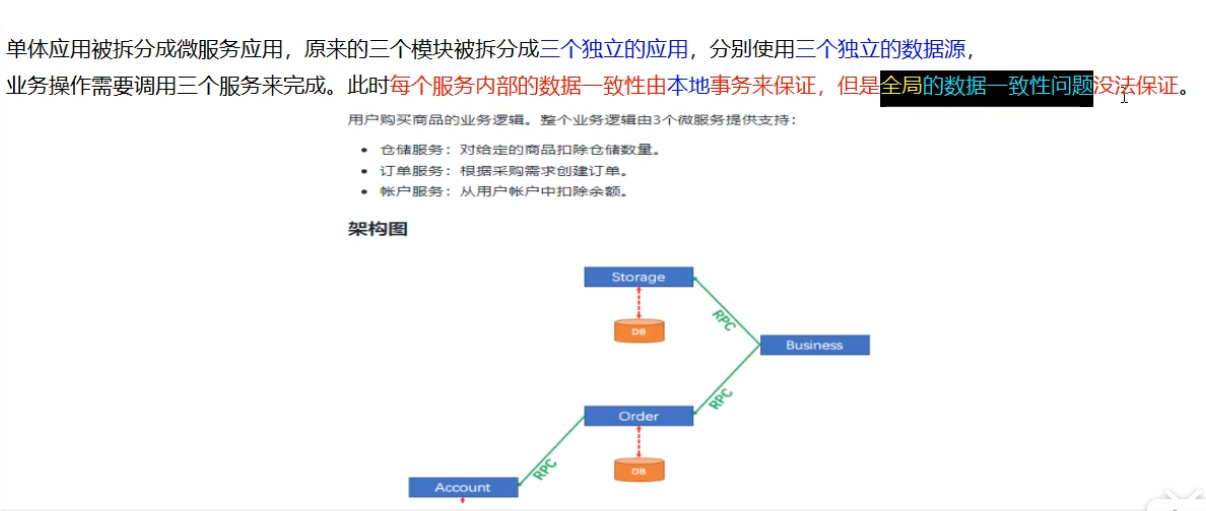 单体应用被拆分成微服务应用，原来的三个模块被拆分成三个独立的应用，分别使用三个独立的数据源，
业务操作需要调用三个服务来完成。此时每个服务内部的数据一致性由本地事务来保证，但是全局的数据一致性问题没法保证。
用户购买商品的业务逻辑。整个业务逻辑由3个微服务提供支持：
• 仓储服务：对给定的商品扣除仓储数量。
• 订单服务：根据采购需求创建订单。
• 帐户服务：从用户帐户中扣除余额。
架构图
Storage
RPC
DB
Business
RPC
Order
RPC
DB
Account